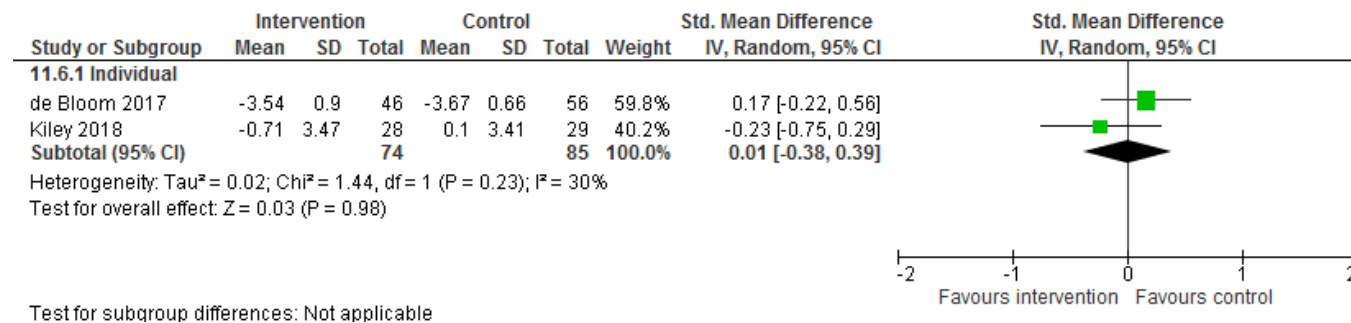 Intervention Control Std. Mean Difference Std. Mean Difference
Study or Subgroup Mean SD Total Mean SD Total Weight IV, Random, 95% CI IV, Random, 95% CI
11.6.1 Individual
de Bloom 2017 -3.54 0.9 46 -3.67 0.66 56 59.8% 0.17 [-0.22, 0.56]
Kiley 2018 -0.71 3.47 28 0.1 3.41 29 40.2% -0.23 [-0.75, 0.29]
Subtotal (95% CI) 74 85 100.0% 0.01 [-0.38, 0.39]
Heterogeneity: Tau² = 0.02; Chi² = 1.44, df = 1 (P = 0.23); I² = 30%
Test for overall effect: Z = 0.03 (P = 0.98)
-2 -1 0 1 2
Favours intervention Favours control
Test for subgroup differences: Not applicable